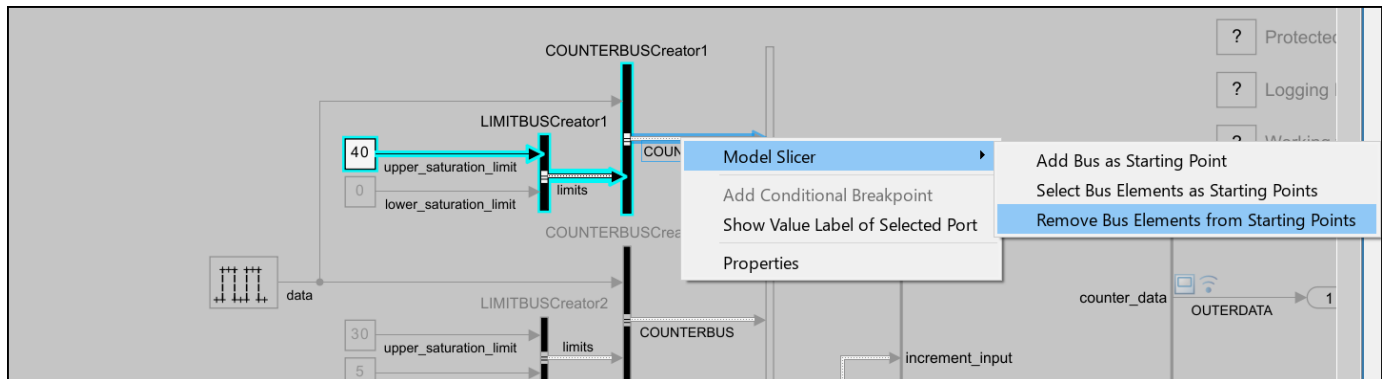 COUNTERBUSCreator1
?
Protected
?
Logging
LIMITBUSCreator1
40
upper_saturation_limit
COUN
limits
0
lower_saturation_limit
Model Slicer
Add Conditional Breakpoint
Show Value Label of Selected Port
Properties
Add Bus as Starting Point
Select Bus Elements as Starting Points
Remove Bus Elements from Starting Points
COUNTERBUSCrea
data
LIMITBUSCreator2
30
upper_saturation_limit
limits
COUNTERBUS
5
counter_data
OUTERDATA
1
increment_input